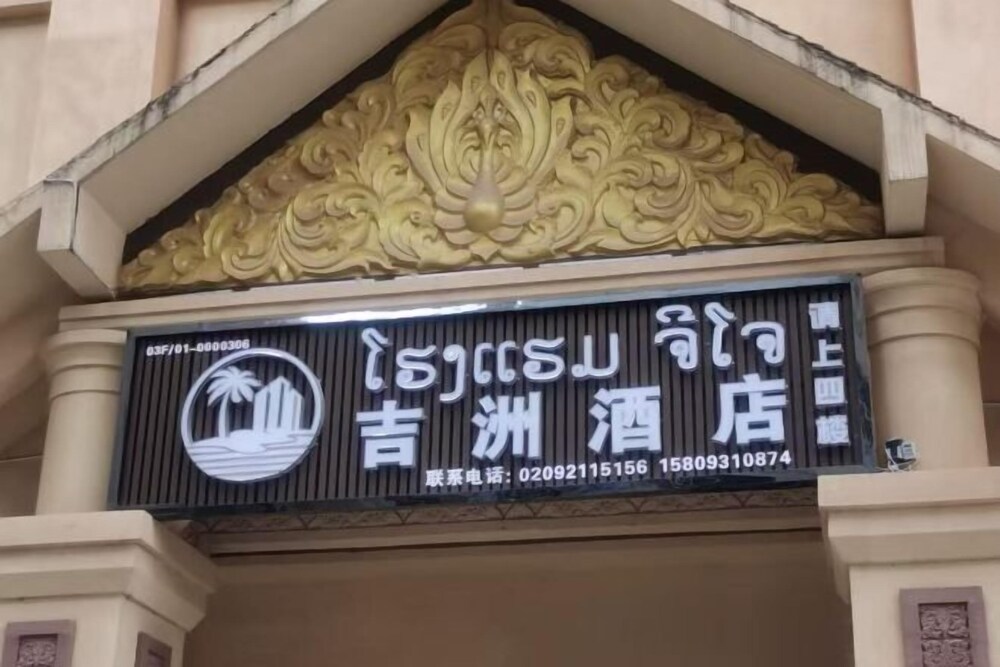 03F/01-0000306
ໂຮງແຮມ ຈີໂຈ
吉洲酒店
联系电话: 02092115156 15809310874
请上四楼